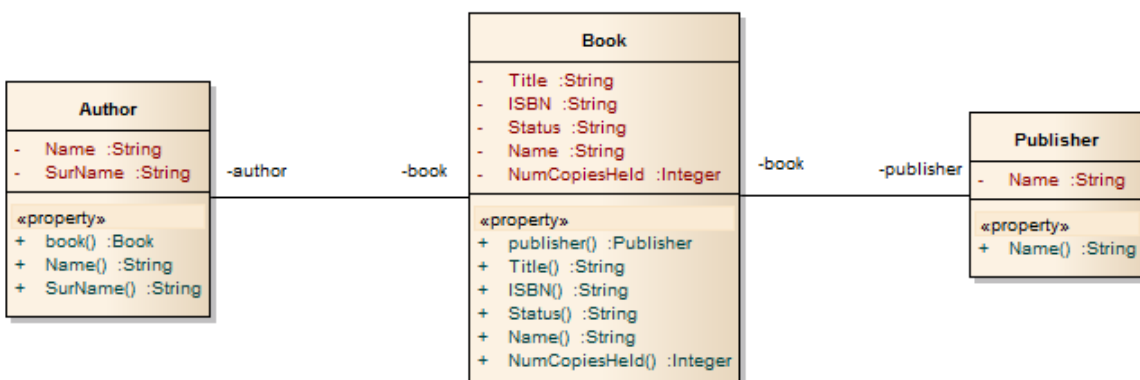 Author
- Name :String
- SurName :String
«property»
+ book() :Book
+ Name() :String
+ SurName() :String
-author
-book
Book
- Title :String
- ISBN :String
- Status :String
- Name :String
- NumCopiesHeld :Integer
«property»
+ publisher() :Publisher
+ Title() :String
+ ISBN() :String
+ Status() :String
+ Name() :String
+ NumCopiesHeld() :Integer
-book
-publisher
Publisher
- Name :String
«property»
+ Name() :String